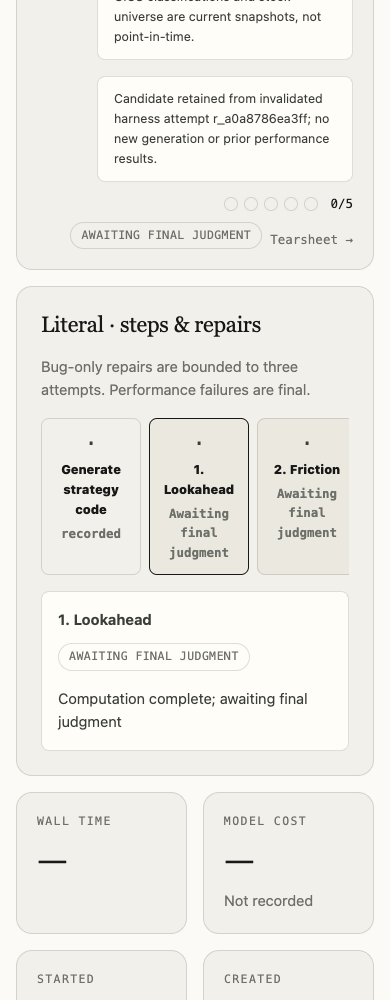 universe are current snapshots, not
point-in-time.
Candidate retained from invalidated
harness attempt r_a0a8786ea3ff; no
new generation or prior performance
results.
0/5
AWAITING FINAL JUDGMENT
Tearsheet →
Literal · steps & repairs
Bug-only repairs are bounded to three
attempts. Performance failures are final.
·
Generate
strategy
code
recorded
·
1.
Lookahead
Awaiting
final
judgment
·
2. Friction
Awaiting
final
judgment
1. Lookahead
AWAITING FINAL JUDGMENT
Computation complete; awaiting final
judgment
WALL TIME
—
MODEL COST
—
Not recorded
STARTED
CREATED